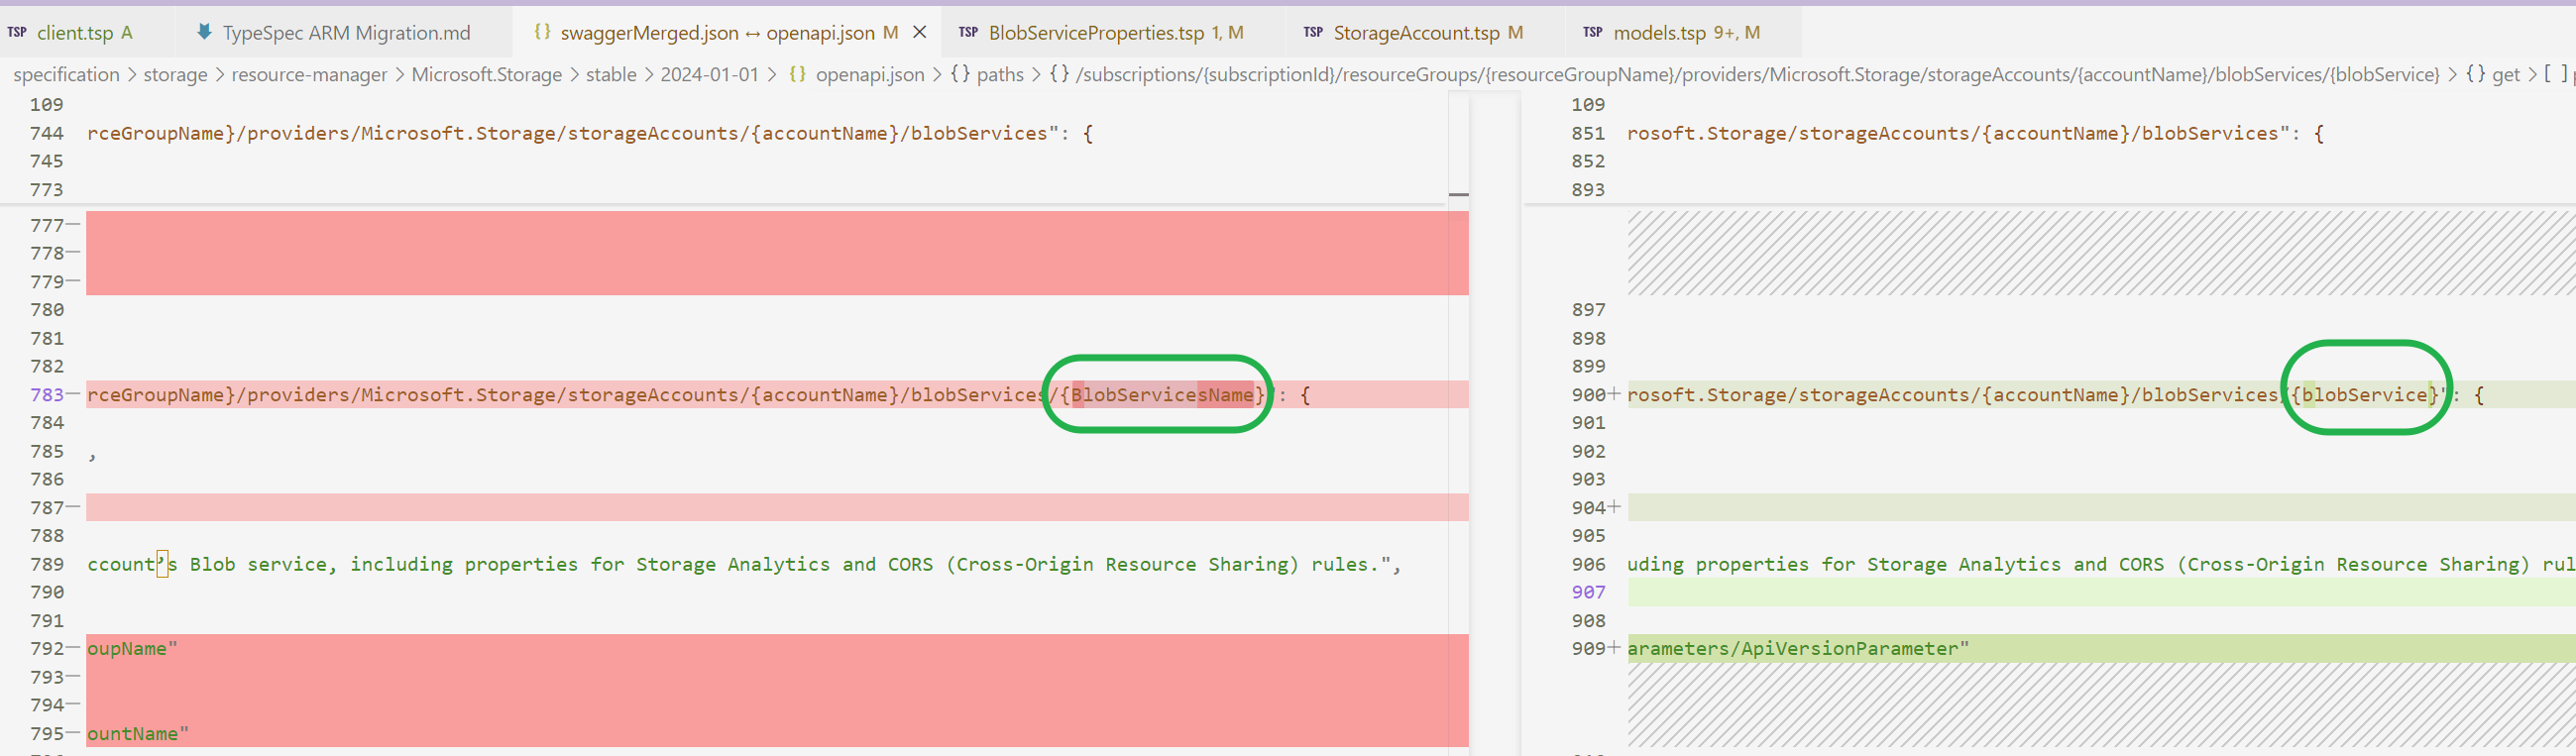 TSP client.tsp A TypeSpec ARM Migration.md {} swaggerMerged.json ↔ openapi.json M × TSP BlobServiceProperties.tsp 1, M TSP StorageAccount.tsp M TSP models.tsp 9+, M
specification > storage > resource-manager > Microsoft.Storage > stable > 2024-01-01 > {} openapi.json > {} paths > {} /subscriptions/{subscriptionId}/resourceGroups/{resourceGroupName}/providers/Microsoft.Storage/storageAccounts/{accountName}/blobServices/{blobService} > {} get > [ ]
109
744 rceGroupName}/providers/Microsoft.Storage/storageAccounts/{accountName}/blobServices": {
745
773
777—
778—
779—
780
781
782
783— rceGroupName}/providers/Microsoft.Storage/storageAccounts/{accountName}/blobServices/{BlobServicesName}": {
784
785 ,
786
787—
788
789 ccount’s Blob service, including properties for Storage Analytics and CORS (Cross-Origin Resource Sharing) rules.",
790
791
792— oupName"
793—
794—
795— ountName"
109
851 rosoft.Storage/storageAccounts/{accountName}/blobServices": {
852
893
897
898
899
900+ rosoft.Storage/storageAccounts/{accountName}/blobServices/{blobService}": {
901
902
903
904+
905
906 uding properties for Storage Analytics and CORS (Cross-Origin Resource Sharing) rul
907
908
909+ arameters/ApiVersionParameter"